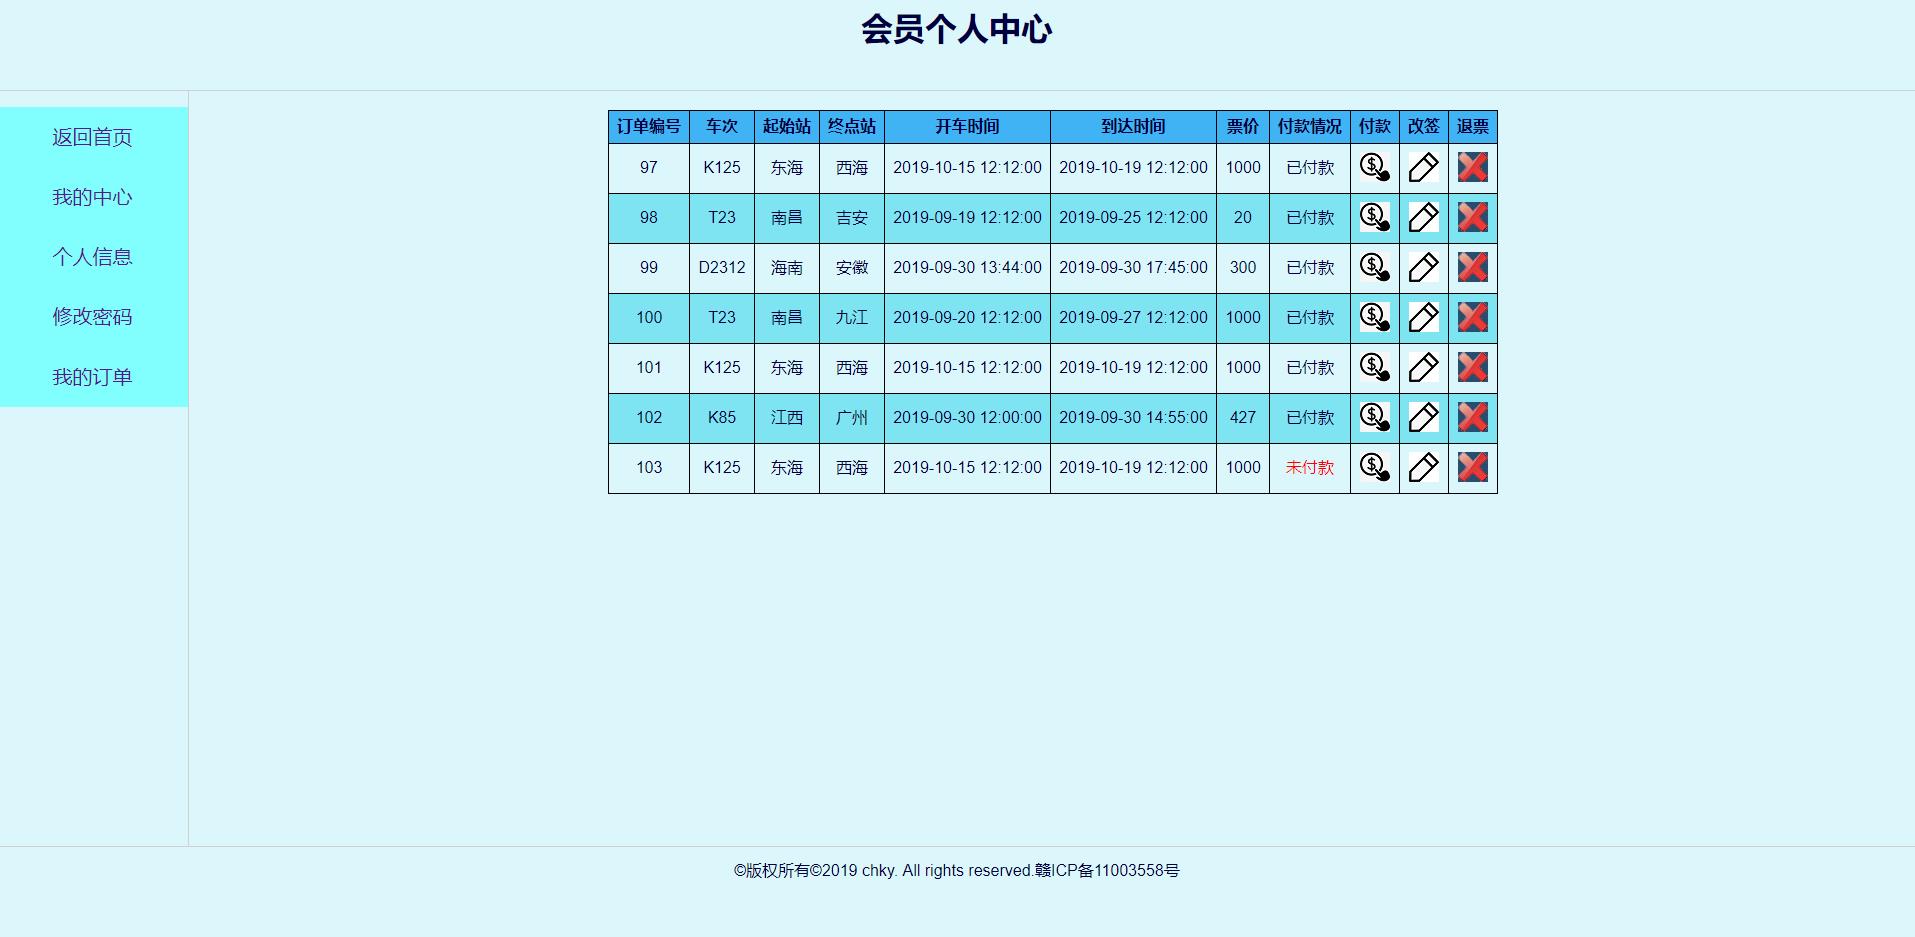 会员个人中心
返回首页
我的中心
个人信息
修改密码
我的订单
订单编号 车次 起始站 终点站 开车时间 到达时间 票价 付款情况 付款 改签 退票
97 K125 东海 西海 2019-10-15 12:12:00 2019-10-19 12:12:00 1000 已付款
98 T23 南昌 吉安 2019-09-19 12:12:00 2019-09-25 12:12:00 20 已付款
99 D2312 海南 安徽 2019-09-30 13:44:00 2019-09-30 17:45:00 300 已付款
100 T23 南昌 九江 2019-09-20 12:12:00 2019-09-27 12:12:00 1000 已付款
101 K125 东海 西海 2019-10-15 12:12:00 2019-10-19 12:12:00 1000 已付款
102 K85 江西 广州 2019-09-30 12:00:00 2019-09-30 14:55:00 427 已付款
103 K125 东海 西海 2019-10-15 12:12:00 2019-10-19 12:12:00 1000 未付款
©版权所有©2019 chky. All rights reserved.赣ICP备11003558号